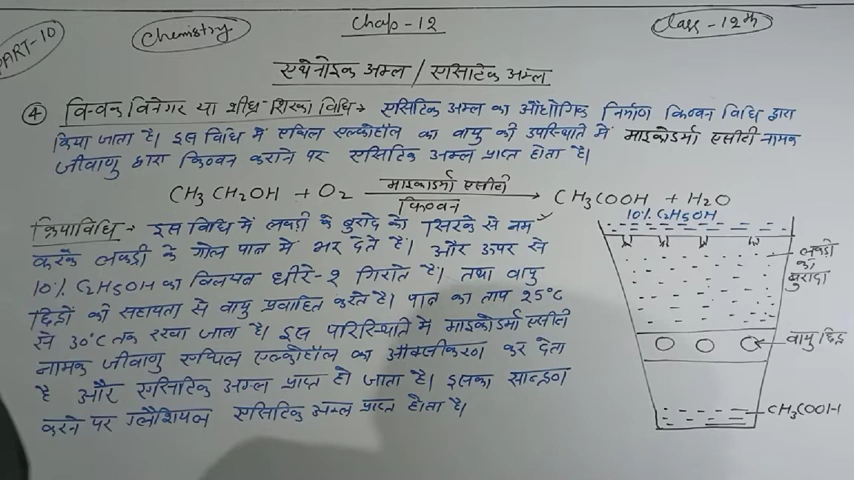 PART-10
Chemistry
Chap - 12
Class - 12th
एथेनोइक अम्ल / एसिटिक अम्ल
④ क्विक विनेगर या शीघ्र सिरका विधि → एसिटिक अम्ल का औद्योगिक निर्माण किण्वन विधि द्वारा
किया जाता है। इस विधि में एथिल एल्कोहॉल का वायु की उपस्थिति में माइकोडर्मा एसीटी नामक
जीवाणु द्वारा किण्वन कराने पर एसिटिक अम्ल प्राप्त होता है।
CH₃CH₂OH + O₂ माइकोडर्मा एसीटी किण्वन → CH₃COOH + H₂O
क्रियाविधि → इस विधि में लकड़ी के बुरादे को सिरके से नम
करके लकड़ी के गोल पात्र में भर देते है। और ऊपर से
10% C₂H₅OH का विलयन धीरे-२ गिराते है। तथा वायु
छिद्रों की सहायता से वायु प्रवाहित करते है। पात्र का ताप 25°C
से 30°C तक रखा जाता है। इस परिस्थिति में माइकोडर्मा एसीटी
नामक जीवाणु एथिल एल्कोहॉल का ऑक्सीकरण कर देता
है और एसिटिक अम्ल प्राप्त हो जाता है। इसका सान्द्रण
करने पर ग्लैशियल एसिटिक अम्ल प्राप्त होता है।
10% C₂H₅OH
लकड़ी
का
बुरादा
वायु छिद्र
CH₃COOH